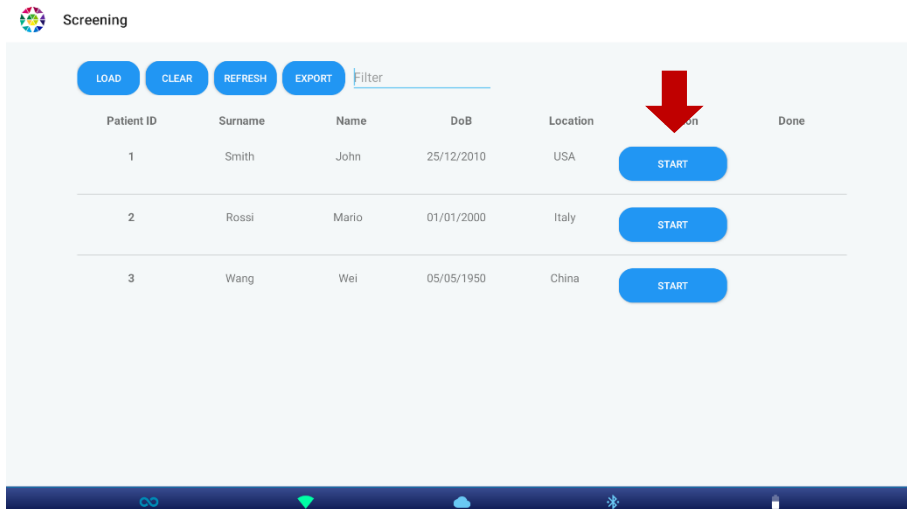 Screening
LOAD CLEAR REFRESH EXPORT Filter
Patient ID Surname Name DoB Location Done
1 Smith John 25/12/2010 USA START
2 Rossi Mario 01/01/2000 Italy START
3 Wang Wei 05/05/1950 China START